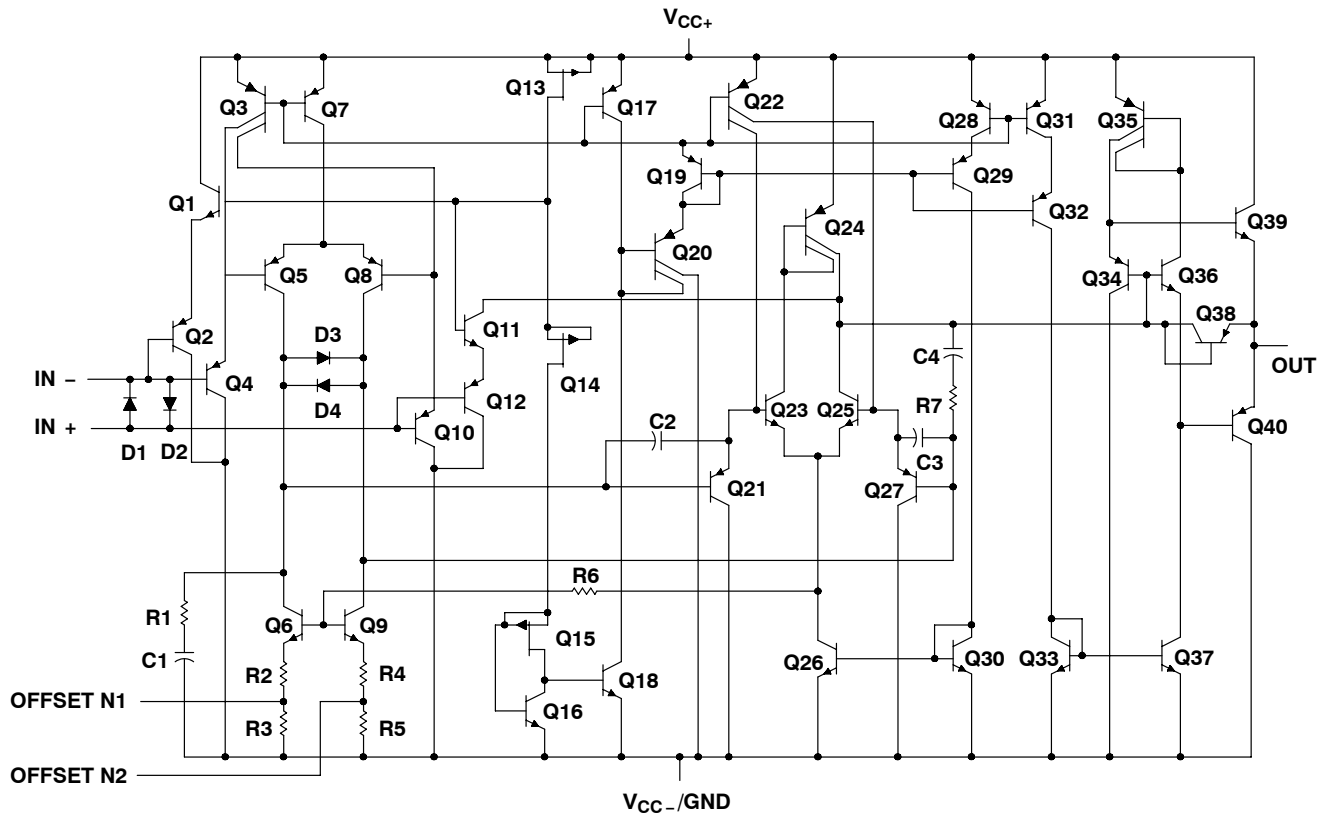 VCC+
Q3
Q7
Q13
Q17
Q22
Q28
Q31
Q35
Q1
Q19
Q29
Q32
Q39
Q20
Q24
Q5
Q8
Q34
Q36
Q2
D3
Q11
Q38
C4
OUT
IN −
Q4
D4
Q14
Q12
Q23
Q25
R7
IN +
D1
D2
Q10
C2
C3
Q40
Q21
Q27
R6
R1
Q6
Q9
Q15
C1
R2
R4
Q26
Q30
Q33
Q37
OFFSET N1
R3
R5
Q16
Q18
OFFSET N2
VCC−/GND